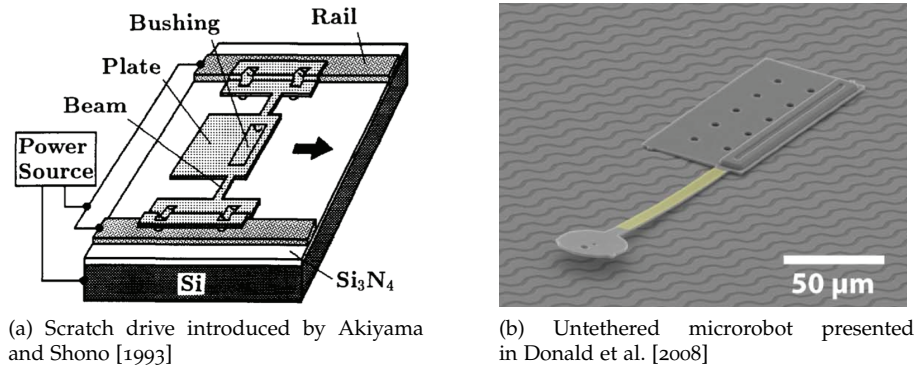 Bushing
Rail
Plate
Beam
Power
Source
Si
Si₃N₄
50 µm
(a) Scratch drive introduced by Akiyama
and Shono [1993]
(b) Untethered microrobot presented
in Donald et al. [2008]